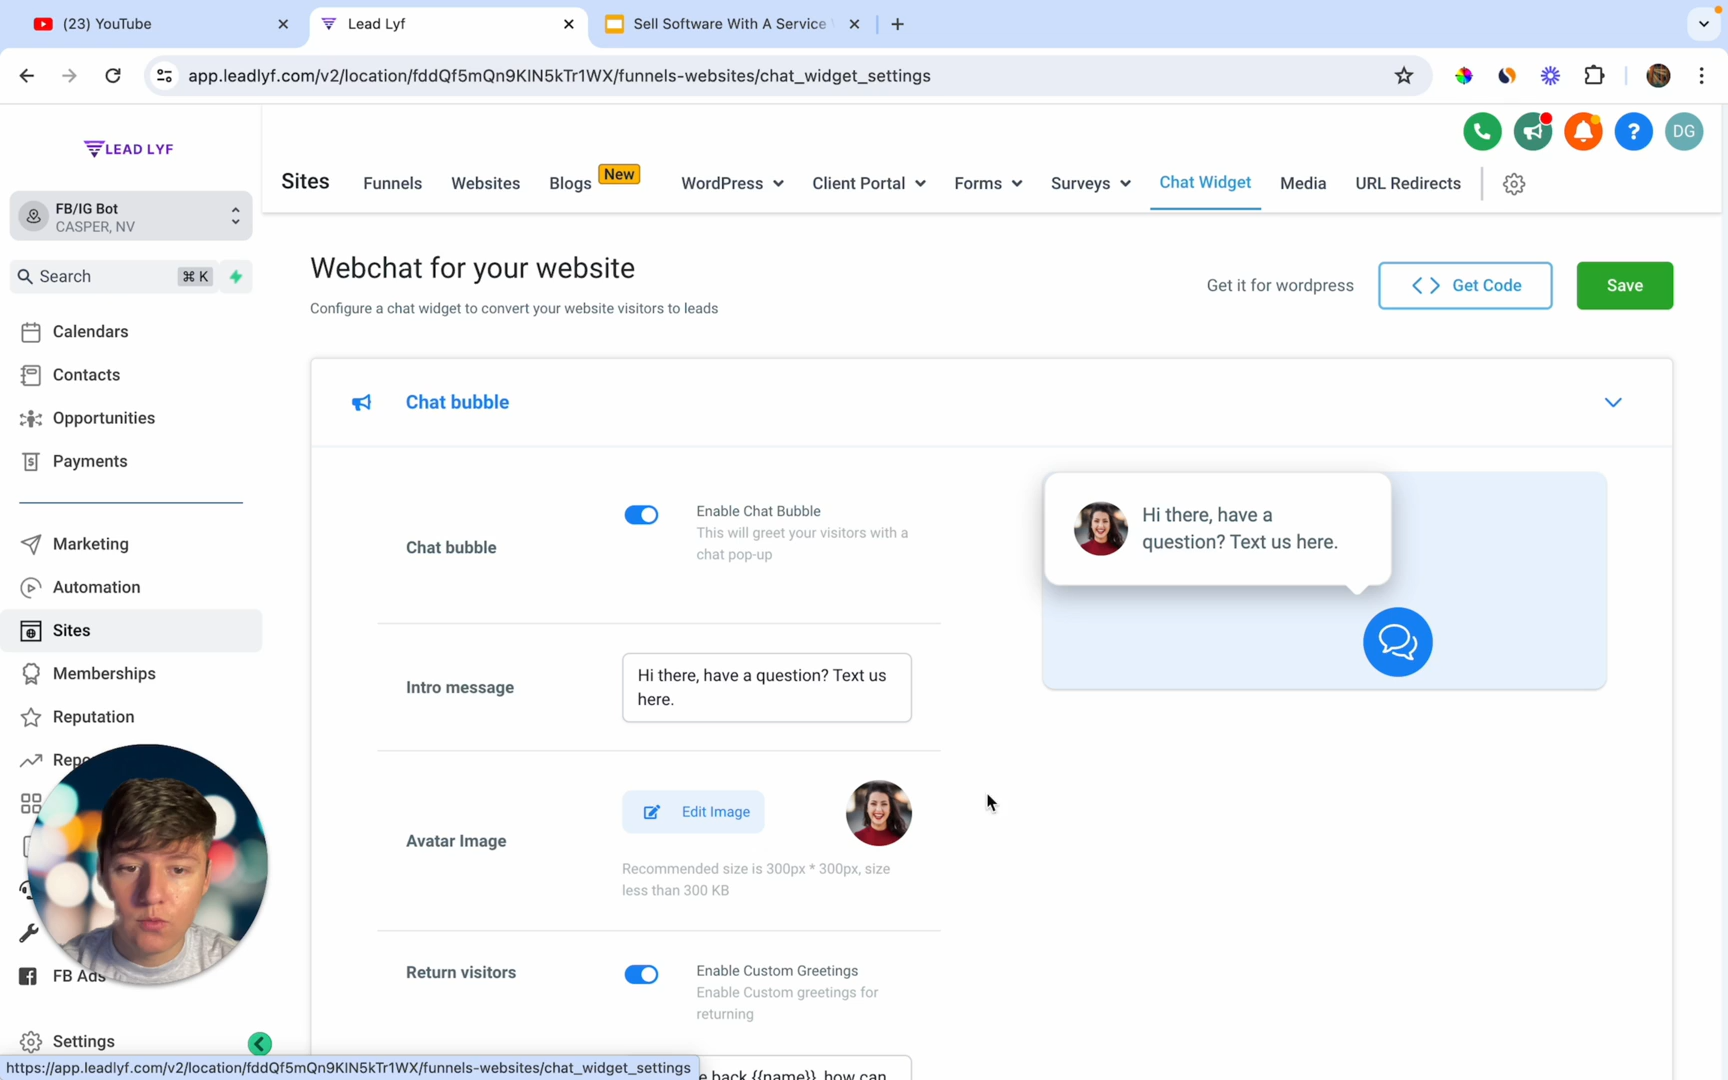 (23) YouTube
Lead Lyf
Sell Software With A Service
app.leadlyf.com/v2/location/fddQf5mQn9KlN5kTr1WX/funnels-websites/chat_widget_settings
LEAD LYF
DG
Sites
Funnels
Websites
Blogs
New
WordPress
Client Portal
Forms
Surveys
Chat Widget
Media
URL Redirects
FB/IG Bot
CASPER, NV
Search
⌘ K
Calendars
Contacts
Opportunities
Payments
Marketing
Automation
Sites
Memberships
Reputation
FB Ads
Settings
Webchat for your website
Configure a chat widget to convert your website visitors to leads
Get it for wordpress
Get Code
Save
Chat bubble
Chat bubble
Enable Chat Bubble
This will greet your visitors with a
chat pop-up
Hi there, have a
question? Text us here.
Intro message
Hi there, have a question? Text us
here.
Avatar Image
Edit Image
Recommended size is 300px * 300px, size
less than 300 KB
Return visitors
Enable Custom Greetings
Enable Custom greetings for
returning
back {{name}}, how can
https://app.leadlyf.com/v2/location/fddQf5mQn9KlN5kTr1WX/funnels-websites/chat_widget_settings